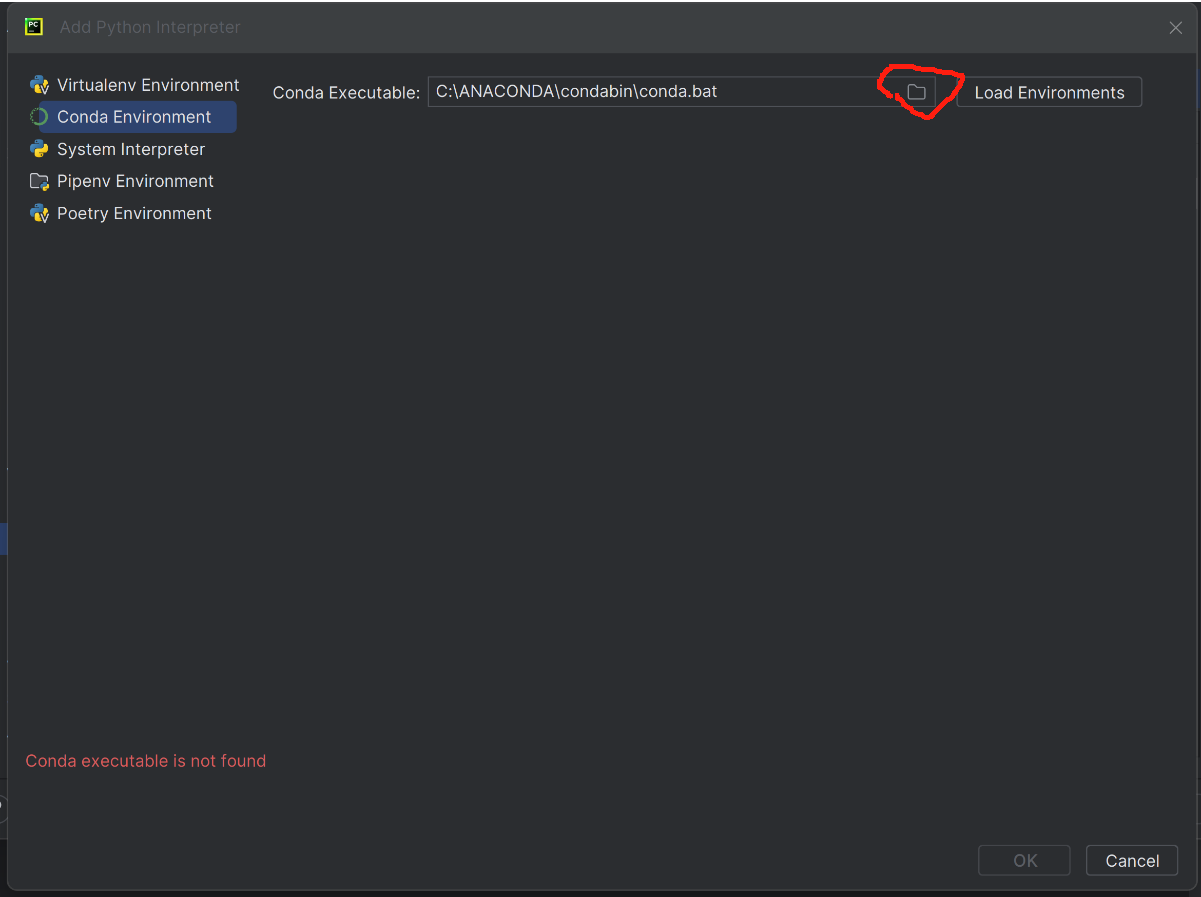 PC
Add Python Interpreter
Virtualenv Environment
Conda Executable: C:\ANACONDA\condabin\conda.bat Load Environments
Conda Environment
System Interpreter
Pipenv Environment
Poetry Environment
Conda executable is not found
OK Cancel